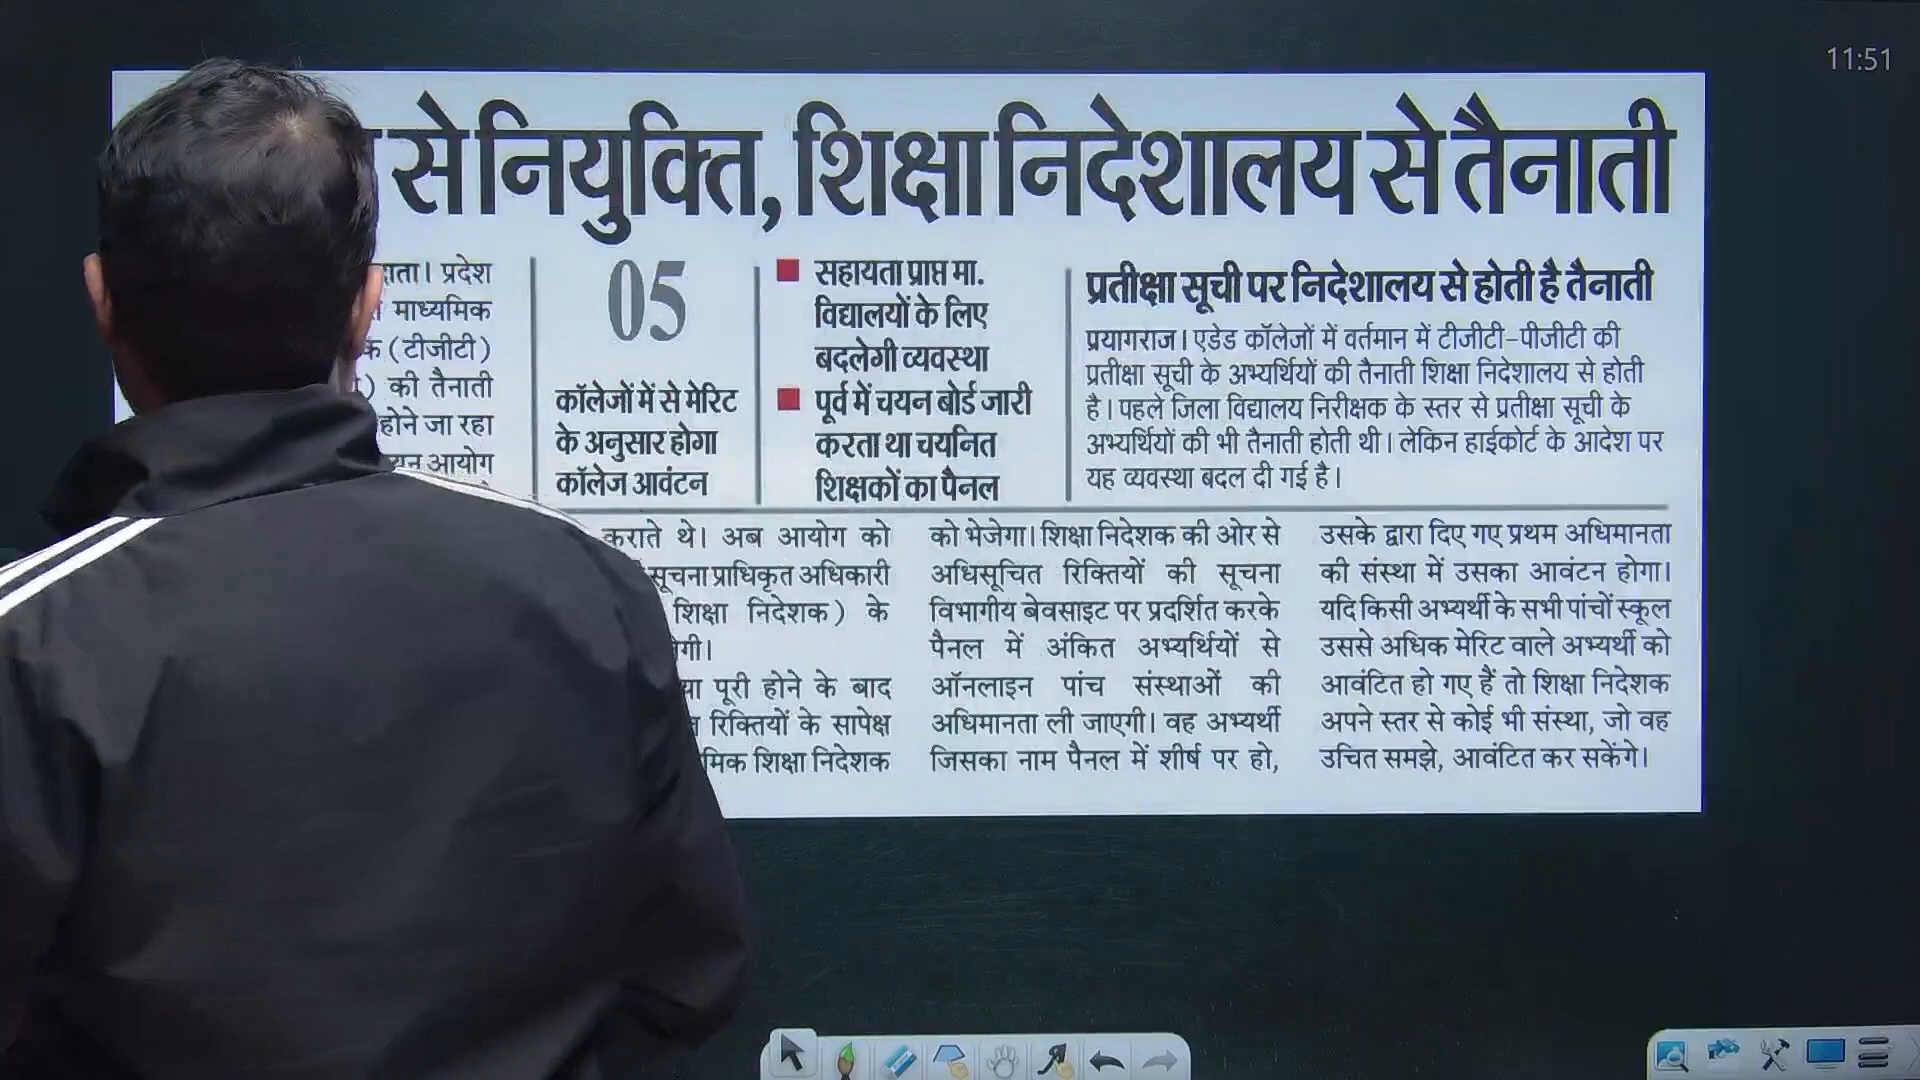 11:51
से नियुक्ति, शिक्षा निदेशालय से तैनाती
प्रदेश
माध्यमिक
(टीजीटी)
की तैनाती
होने जा रहा
आयोग
05
कॉलेजों में से मेरिट
के अनुसार होगा
कॉलेज आवंटन
सहायता प्राप्त मा.
विद्यालयों के लिए
बदलेगी व्यवस्था
पूर्व में चयन बोर्ड जारी
करता था चयनित
शिक्षकों का पैनल
प्रतीक्षा सूची पर निदेशालय से होती है तैनाती
प्रयागराज। एडेड कॉलेजों में वर्तमान में टीजीटी-पीजीटी की
प्रतीक्षा सूची के अभ्यर्थियों की तैनाती शिक्षा निदेशालय से होती
है। पहले जिला विद्यालय निरीक्षक के स्तर से प्रतीक्षा सूची के
अभ्यर्थियों की भी तैनाती होती थी। लेकिन हाईकोर्ट के आदेश पर
यह व्यवस्था बदल दी गई है।
कराते थे। अब आयोग को
सूचना प्राधिकृत अधिकारी
शिक्षा निदेशक) के
पूरी होने के बाद
रिक्तियों के सापेक्ष
शिक्षा निदेशक
को भेजेगा। शिक्षा निदेशक की ओर से
अधिसूचित रिक्तियों की सूचना
विभागीय बेवसाइट पर प्रदर्शित करके
पैनल में अंकित अभ्यर्थियों से
ऑनलाइन पांच संस्थाओं की
अधिमानता ली जाएगी। वह अभ्यर्थी
जिसका नाम पैनल में शीर्ष पर हो,
उसके द्वारा दिए गए प्रथम अधिमानता
की संस्था में उसका आवंटन होगा।
यदि किसी अभ्यर्थी के सभी पांचों स्कूल
उससे अधिक मेरिट वाले अभ्यर्थी को
आवंटित हो गए हैं तो शिक्षा निदेशक
अपने स्तर से कोई भी संस्था, जो वह
उचित समझे, आवंटित कर सकेंगे।